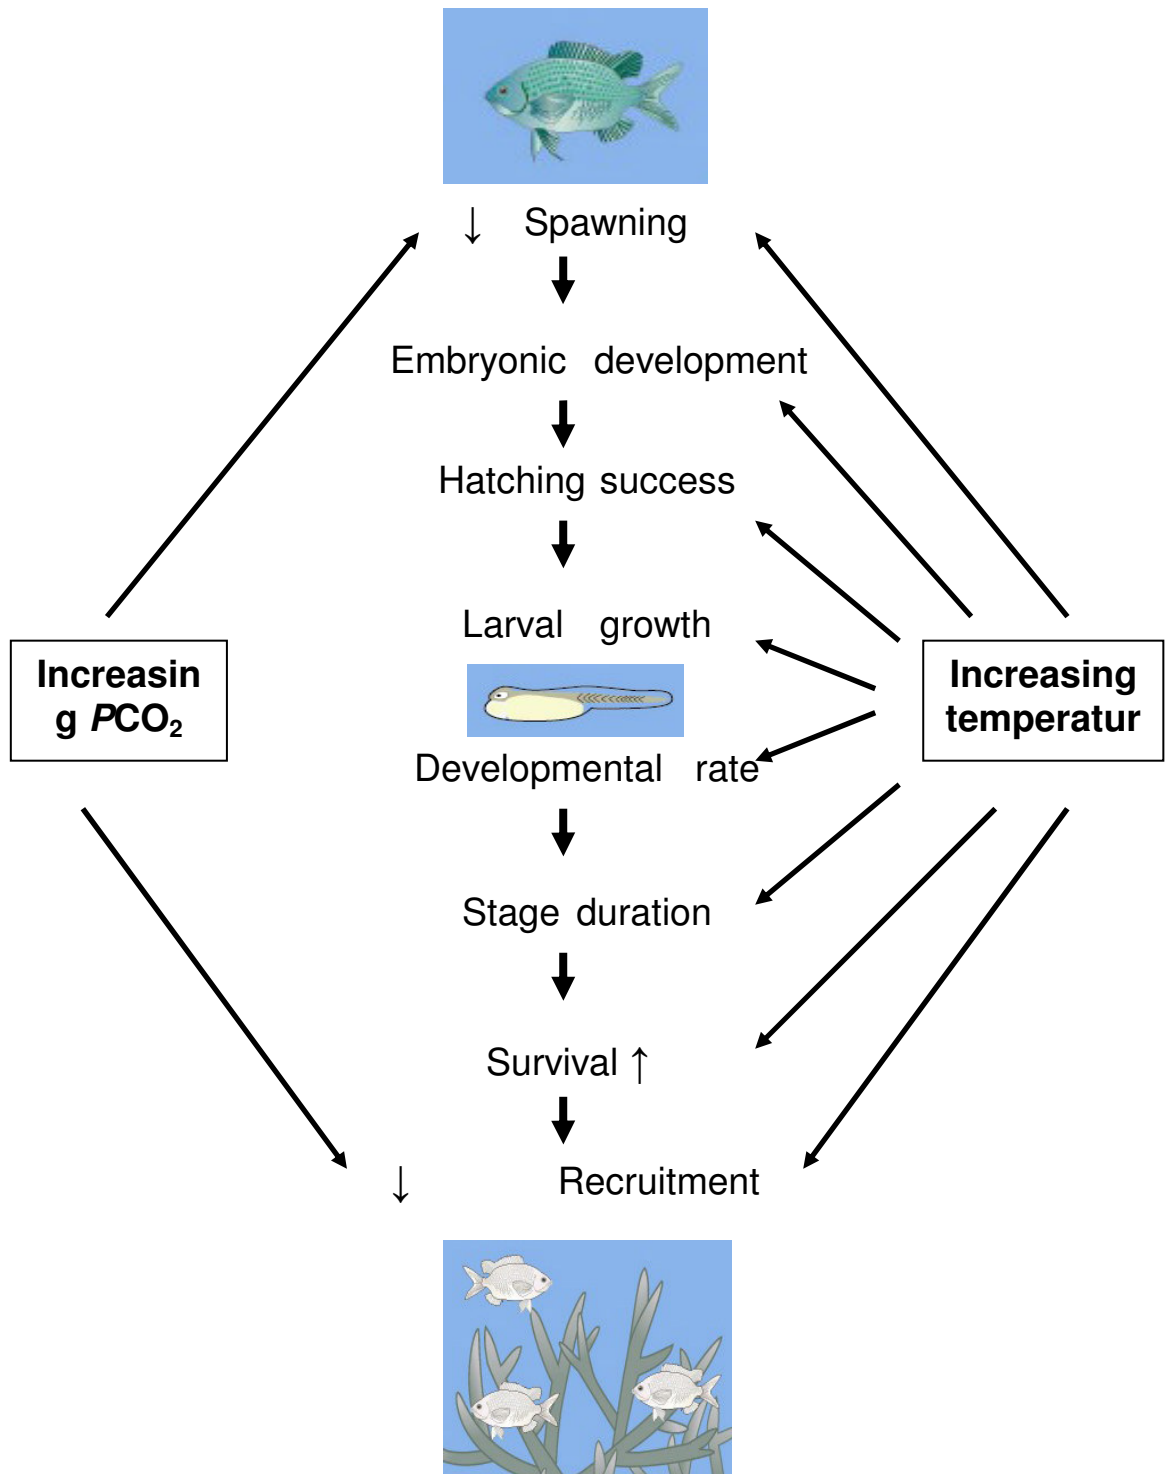 ↓ Spawning
Embryonic development
Hatching success
Larval growth
Increasin
g PCO₂
Increasing
temperatur
Developmental rate
Stage duration
Survival ↑
↓ Recruitment